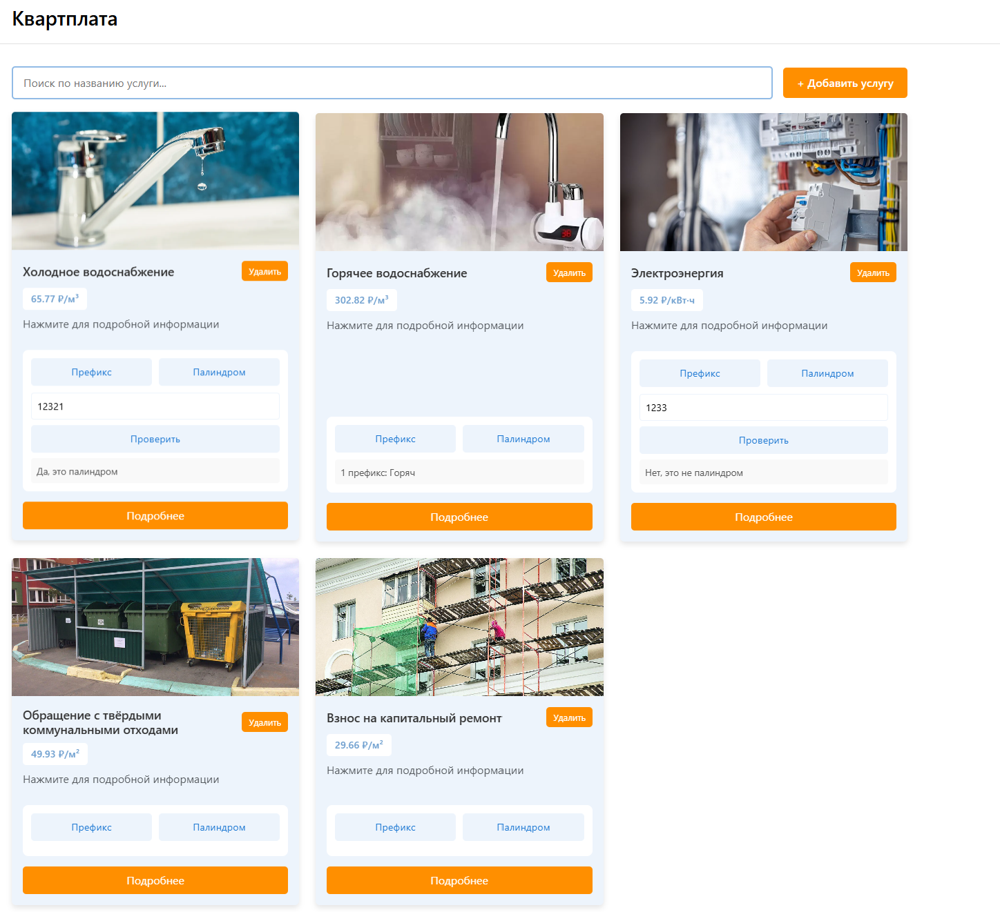 Квартплата
Поиск по названию услуги...
+ Добавить услугу
Холодное водоснабжение
Удалить
65.77 ₽/м³
Нажмите для подробной информации
Префикс
Палиндром
12321
Проверить
Да, это палиндром
Подробнее
36
Горячее водоснабжение
Удалить
302.82 ₽/м³
Нажмите для подробной информации
Префикс
Палиндром
1 префикс: Горяч
Подробнее
Электроэнергия
Удалить
5.92 ₽/кВт·ч
Нажмите для подробной информации
Префикс
Палиндром
1233
Проверить
Нет, это не палиндром
Подробнее
Обращение с твёрдыми
коммунальными отходами
Удалить
49.93 ₽/м²
Нажмите для подробной информации
Префикс
Палиндром
Подробнее
Взнос на капитальный ремонт
Удалить
29.66 ₽/м²
Нажмите для подробной информации
Префикс
Палиндром
Подробнее